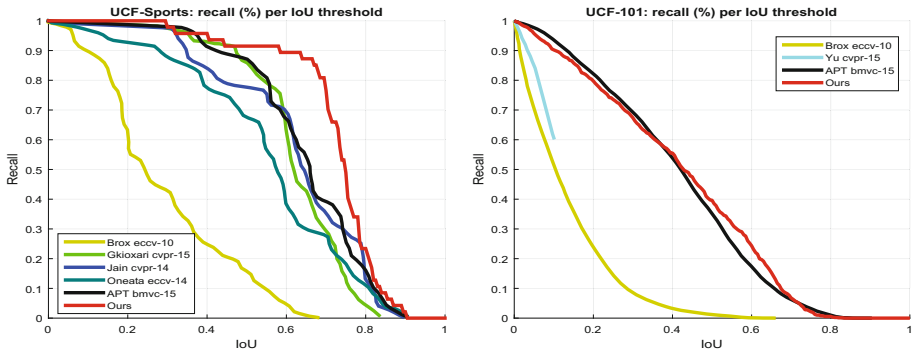 UCF-Sports: recall (%) per IoU threshold
1
0.9
0.8
0.7
0.6
0.5
0.4
0.3
0.2
0.1
0
Recall
Brox eccv-10
Gkioxari cvpr-15
Jain cvpr-14
Oneata eccv-14
APT bmvc-15
Ours
0 0.2 0.4 0.6 0.8 1
IoU
UCF-101: recall (%) per IoU threshold
1
0.9
0.8
0.7
0.6
0.5
0.4
0.3
0.2
0.1
0
Recall
Brox eccv-10
Yu cvpr-15
APT bmvc-15
Ours
0 0.2 0.4 0.6 0.8 1
IoU